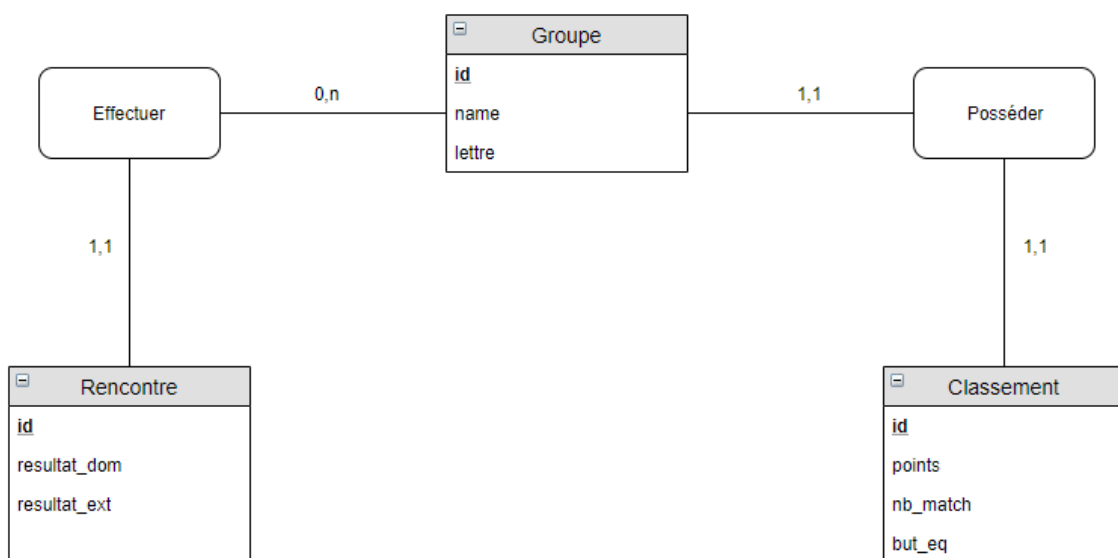 Groupe
id
name
lettre
Effectuer
0,n
1,1
Posséder
1,1
1,1
Rencontre
id
resultat_dom
resultat_ext
Classement
id
points
nb_match
but_eq